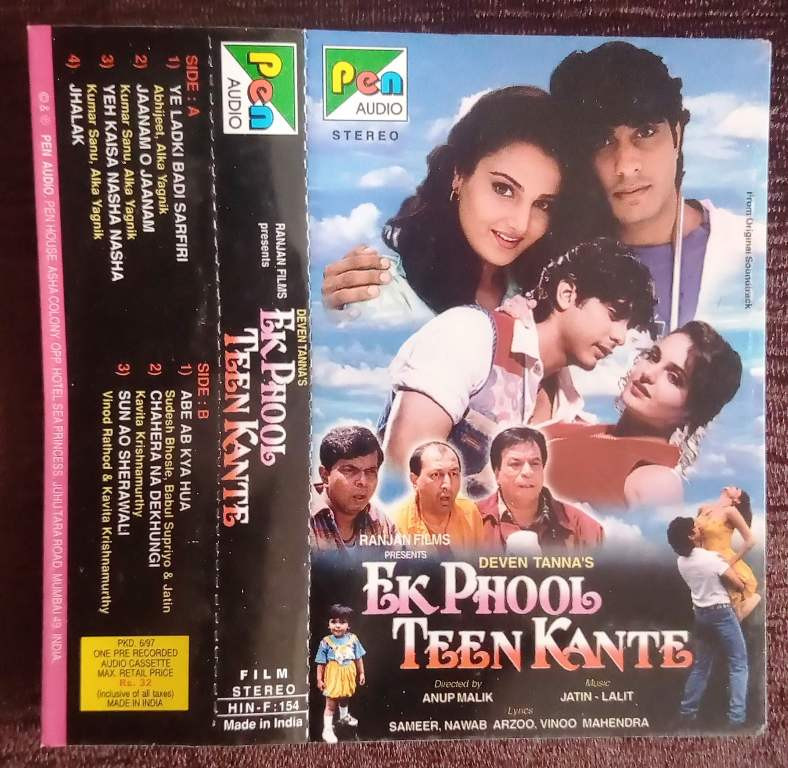 Pen
AUDIO
STEREO
From Original Soundtrack
RANJAN FILMS
PRESENTS
DEVEN TANNA'S
EK PHOOL
TEEN KANTE
Directed by
ANUP MALIK
Music
JATIN - LALIT
Lyrics
SAMEER, NAWAB ARZOO, VINOO MAHENDRA
Pen
AUDIO
RANJAN FILMS
presents
DEVEN TANNA'S
EK PHOOL
TEEN KANTE
FILM
STEREO
HIN-F:154
Made in India
SIDE : A
1) YE LADKI BADI SARFIRI
Abhijeet, Alka Yagnik
2) JAANAM O JAANAM
Kumar Sanu, Alka Yagnik
3) YEH KAISA NASHA NASHA
Kumar Sanu, Alka Yagnik
4) JHALAK
SIDE : B
1) ABE AB KYA HUA
Sudesh Bhosle, Babul Supriyo & Jatin
2) CHAHERA NA DEKHUNGI
Kavita Krishnamurthy
3) SUN AO SHERAWALI
Vinod Rathod & Kavita Krishnamurthy
PKD. 6/97
ONE PRE RECORDED
AUDIO CASSETTE
MAX. RETAIL PRICE
Rs. 32
(inclusive of all taxes)
MADE IN INDIA
© & ℗ PEN AUDIO, PEN HOUSE, ASHA COLONY, OPP. HOTEL SEA PRINCESS, JUHU TARA ROAD, MUMBAI 49. INDIA